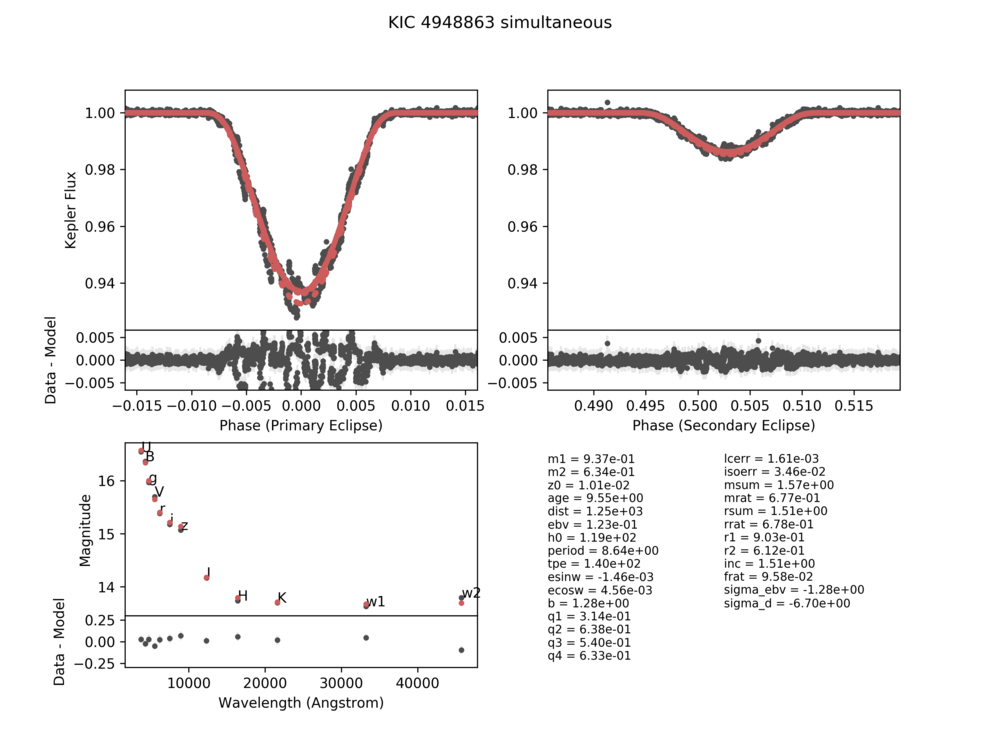 KIC 4948863 simultaneous
1.00
0.98
0.96
0.94
Kepler Flux
0.005
0.000
−0.005
Data - Model
−0.015
−0.010
−0.005
0.000
0.005
0.010
0.015
Phase (Primary Eclipse)
1.00
0.98
0.96
0.94
0.005
0.000
−0.005
0.490
0.495
0.500
0.505
0.510
0.515
Phase (Secondary Eclipse)
16
15
14
Magnitude
U
B
g
V
r
i
z
J
H
K
w1
w2
0.25
0.00
−0.25
Data - Model
10000
20000
30000
40000
Wavelength (Angstrom)
m1 = 9.37e-01
m2 = 6.34e-01
z0 = 1.01e-02
age = 9.55e+00
dist = 1.25e+03
ebv = 1.23e-01
h0 = 1.19e+02
period = 8.64e+00
tpe = 1.40e+02
esinw = -1.46e-03
ecosw = 4.56e-03
b = 1.28e+00
q1 = 3.14e-01
q2 = 6.38e-01
q3 = 5.40e-01
q4 = 6.33e-01
lcerr = 1.61e-03
isoerr = 3.46e-02
msum = 1.57e+00
mrat = 6.77e-01
rsum = 1.51e+00
rrat = 6.78e-01
r1 = 9.03e-01
r2 = 6.12e-01
inc = 1.51e+00
frat = 9.58e-02
sigma_ebv = -1.28e+00
sigma_d = -6.70e+00